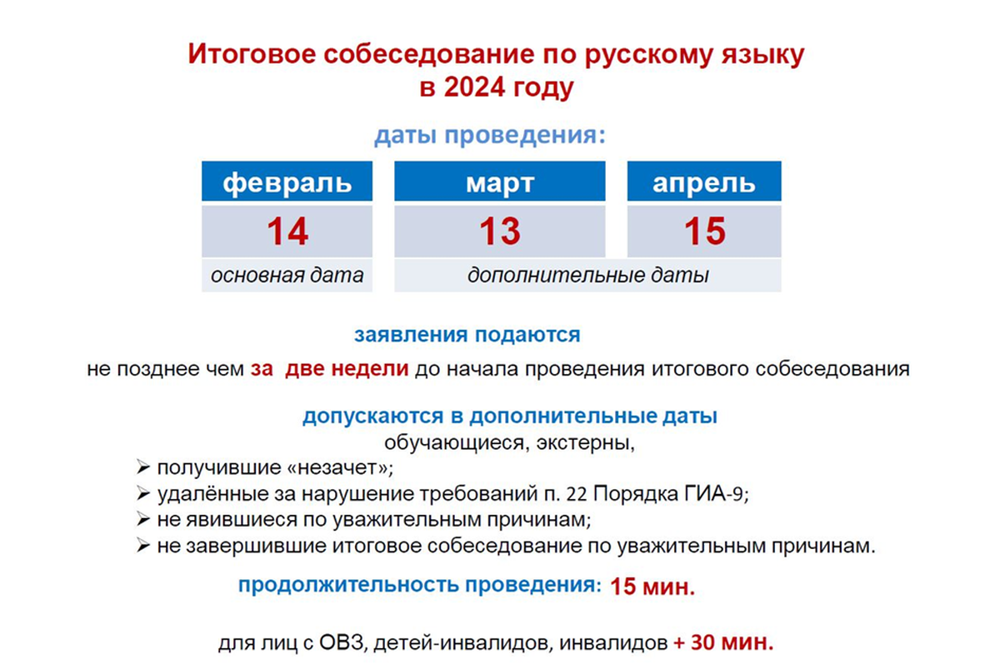 Итоговое собеседование по русскому языку
в 2024 году
даты проведения:
февраль март апрель
14 13 15
основная дата дополнительные даты
заявления подаются
не позднее чем за две недели до начала проведения итогового собеседования
допускаются в дополнительные даты
обучающиеся, экстерны,
➢ получившие «незачет»;
➢ удалённые за нарушение требований п. 22 Порядка ГИА-9;
➢ не явившиеся по уважительным причинам;
➢ не завершившие итоговое собеседование по уважительным причинам.
продолжительность проведения: 15 мин.
для лиц с ОВЗ, детей-инвалидов, инвалидов + 30 мин.